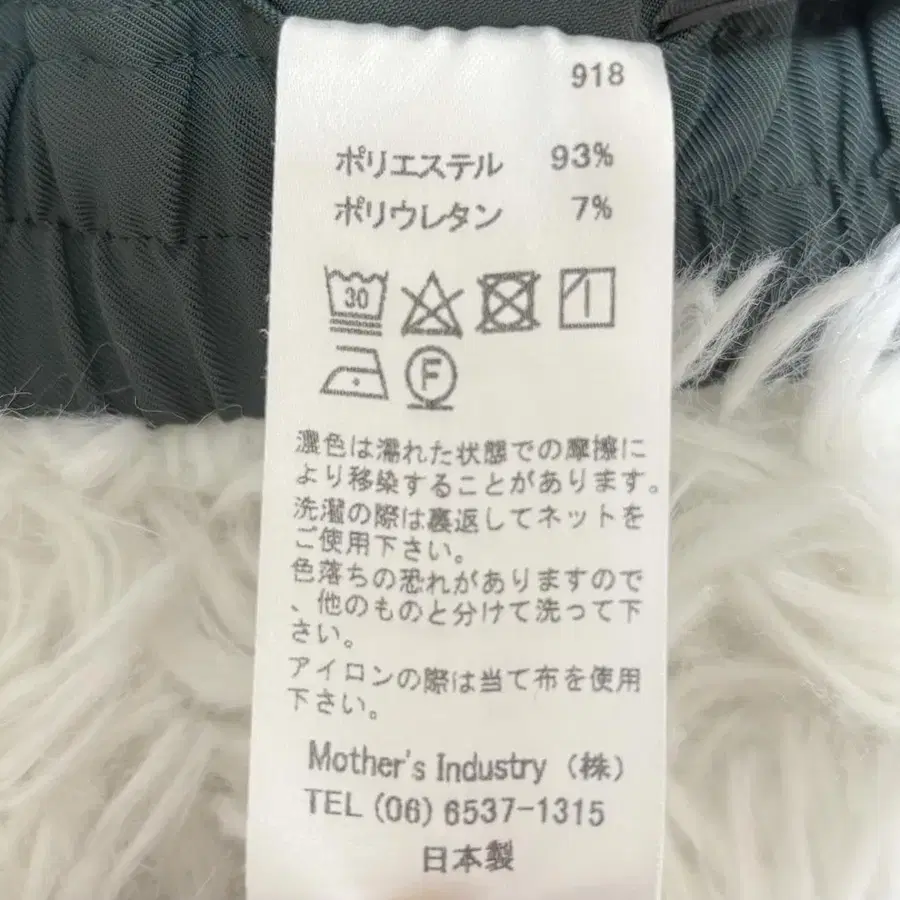 918
ポリエステル 93%
ポリウレタン 7%
30
F
濃色は濡れた状態での摩擦に
より移染することがあります。
洗濯の際は裏返してネットを
ご使用下さい。
色落ちの恐れがありますので
、他のものと分けて洗って下
さい。
アイロンの際は当て布を使用
下さい。
Mother's Industry (株)
TEL (06) 6537-1315
日本製